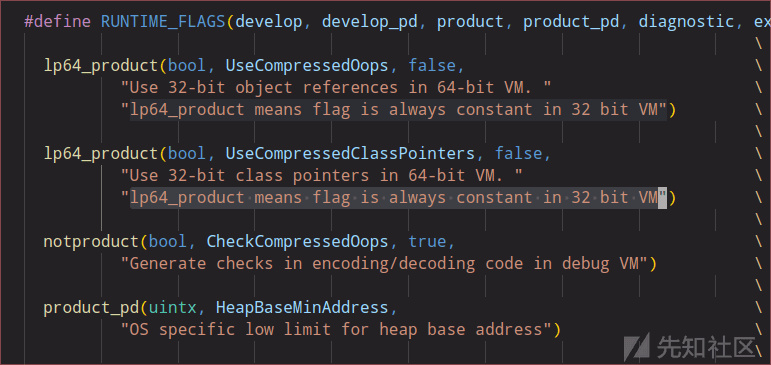 #define RUNTIME_FLAGS(develop, develop_pd, product, product_pd, diagnostic, ex
\
lp64_product(bool, UseCompressedOops, false, \
"Use 32-bit object references in 64-bit VM. " \
"lp64_product means flag is always constant in 32 bit VM") \
\
lp64_product(bool, UseCompressedClassPointers, false, \
"Use 32-bit class pointers in 64-bit VM. " \
"lp64_product means flag is always constant in 32 bit VM") \
\
notproduct(bool, CheckCompressedOops, true, \
"Generate checks in encoding/decoding code in debug VM") \
\
product_pd(uintx, HeapBaseMinAddress, \
"OS specific low limit for heap base address") \
\
先知社区